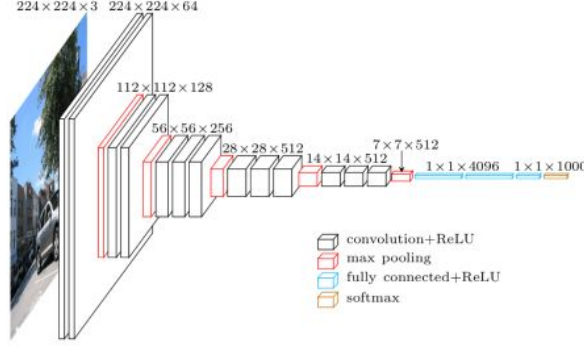 224×224×3
224×224×64
112×112×128
56×56×256
28×28×512
14×14×512
7×7×512
1×1×4096
1×1×1000
convolution+ReLU
max pooling
fully connected+ReLU
softmax